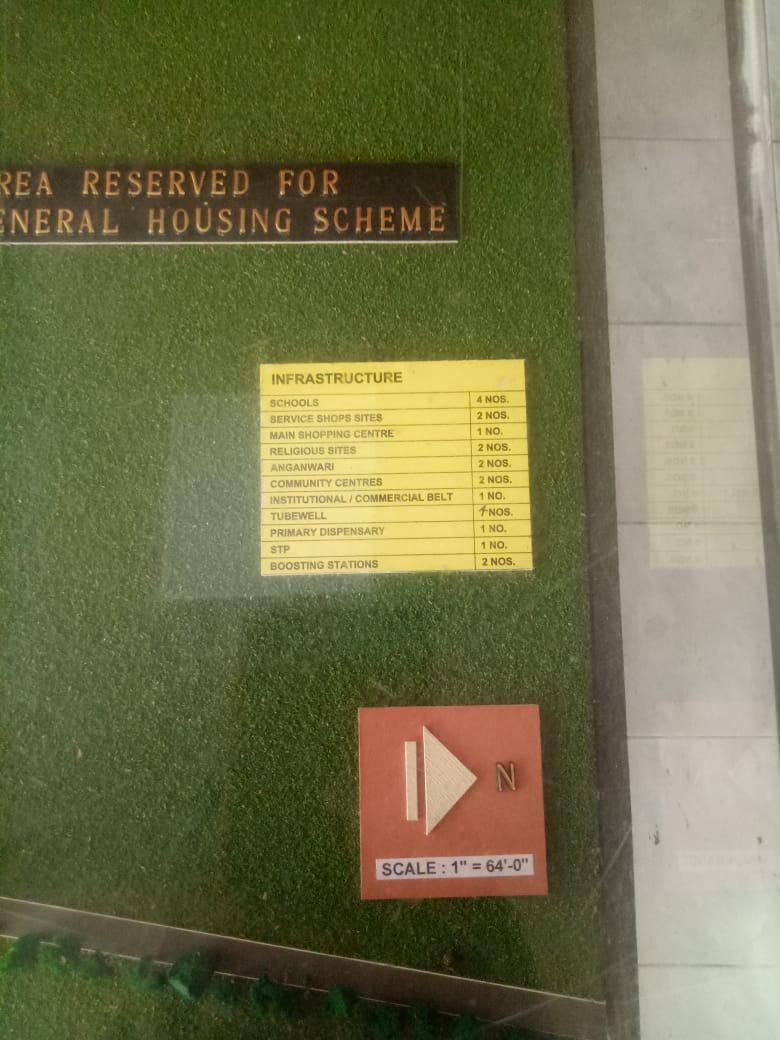 REA RESERVED FOR
ENERAL HOUSING SCHEME
INFRASTRUCTURE
SCHOOLS 4 NOS.
SERVICE SHOPS SITES 2 NOS.
MAIN SHOPPING CENTRE 1 NO.
RELIGIOUS SITES 2 NOS.
ANGANWARI 2 NOS.
COMMUNITY CENTRES 2 NOS.
INSTITUTIONAL / COMMERCIAL BELT 1 NO.
TUBEWELL NOS.
PRIMARY DISPENSARY 1 NO.
STP 1 NO.
BOOSTING STATIONS 2 NOS.
N
SCALE : 1" = 64'-0"